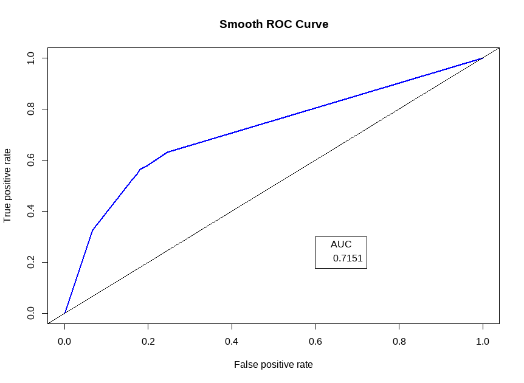 Smooth ROC Curve
True positive rate
1.0
0.8
0.6
0.4
0.2
0.0
AUC
0.7151
0.0 0.2 0.4 0.6 0.8 1.0
False positive rate